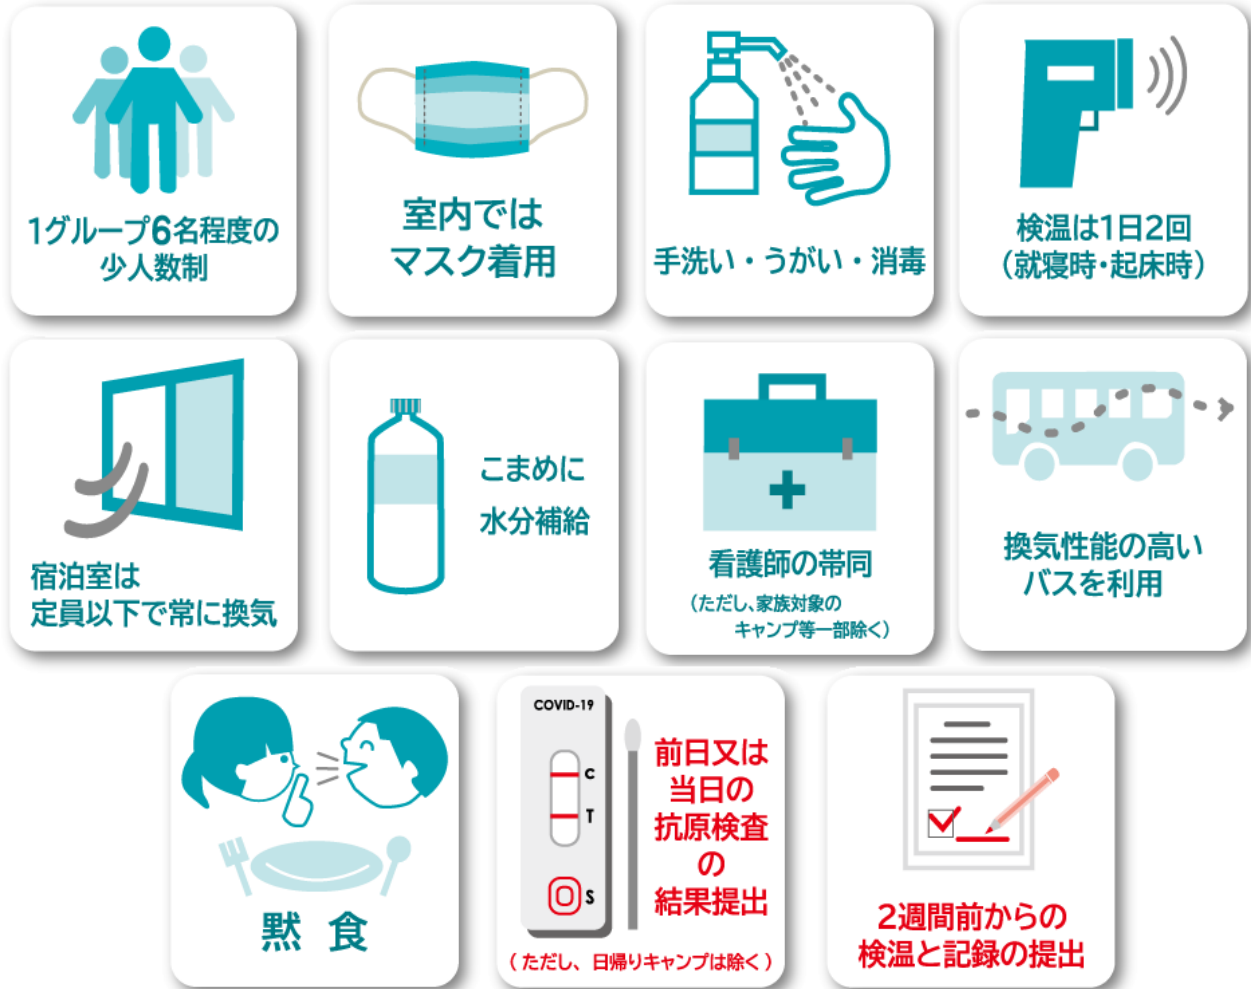 1グループ6名程度の
少人数制
室内では
マスク着用
手洗い・うがい・消毒
検温は1日2回
（就寝時・起床時）
宿泊室は
定員以下で常に換気
こまめに
水分補給
看護師の帯同
（ただし、家族対象の
キャンプ等一部除く）
換気性能の高い
バスを利用
黙 食
COVID-19
C
T
S
前日又は
当日の
抗原検査
の
結果提出
（ただし、日帰りキャンプは除く）
2週間前からの
検温と記録の提出